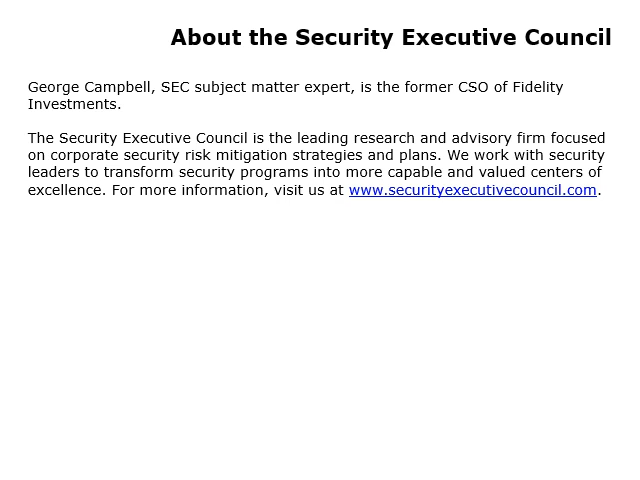 About the Security Executive Council
George Campbell, SEC subject matter expert, is the former CSO of Fidelity
Investments.
The Security Executive Council is the leading research and advisory firm focused
on corporate security risk mitigation strategies and plans. We work with security
leaders to transform security programs into more capable and valued centers of
excellence. For more information, visit us at www.securityexecutivecouncil.com.